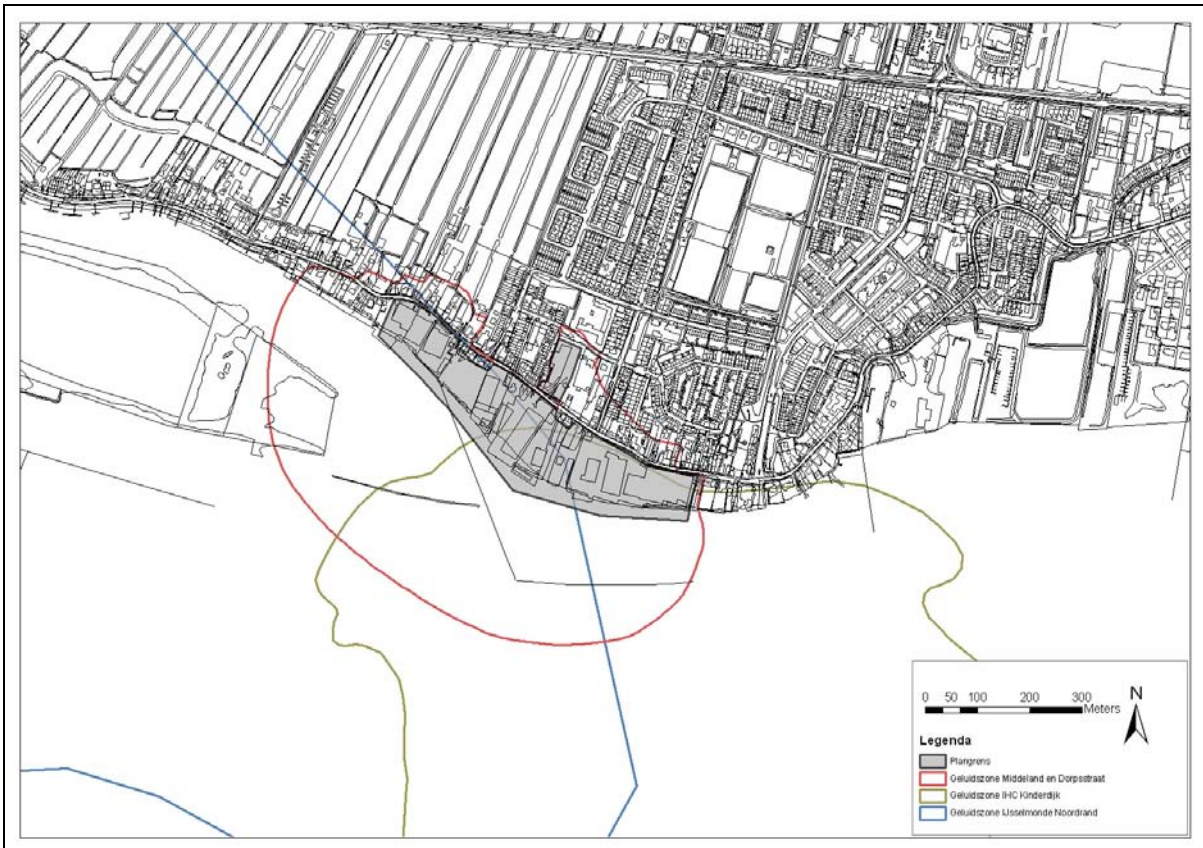 0 50 100 200 300
Meters
N
Legenda
Plangrens
Geluidszone Middeland en Dorpsstraat
Geluidszone IHC Kinderdijk
Geluidszone IJsselmonde Noordrand